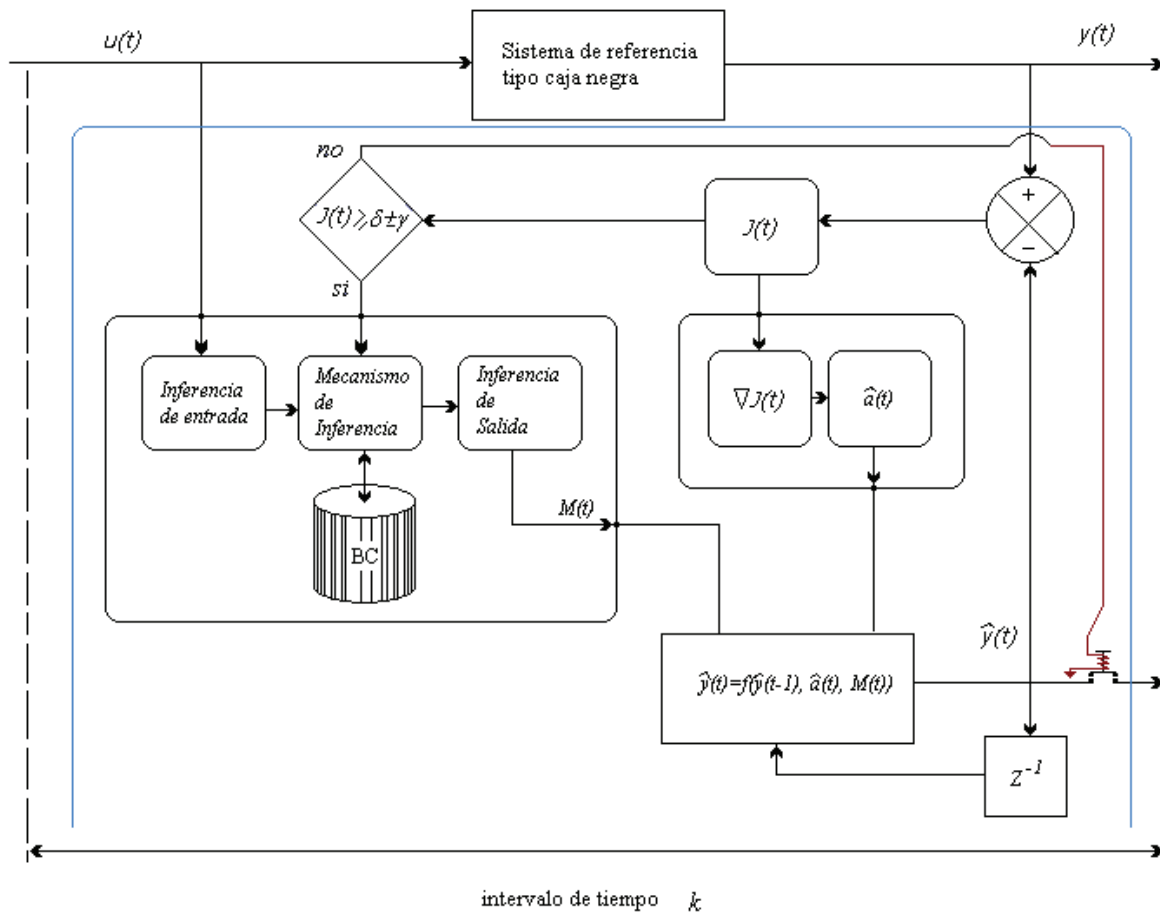 u(t)
Sistema de referencia
tipo caja negra
y(t)
no
J(t)≥δ±γ
si
J(t)
+
−
Inferencia
de entrada
Mecanismo
de
Inferencia
Inferencia
de
Salida
∇J(t)
â(t)
M(t)
BC
ŷ(t)
ŷ(t)=f(ŷ(t-1), â(t), M(t))
Z⁻¹
intervalo de tiempo k